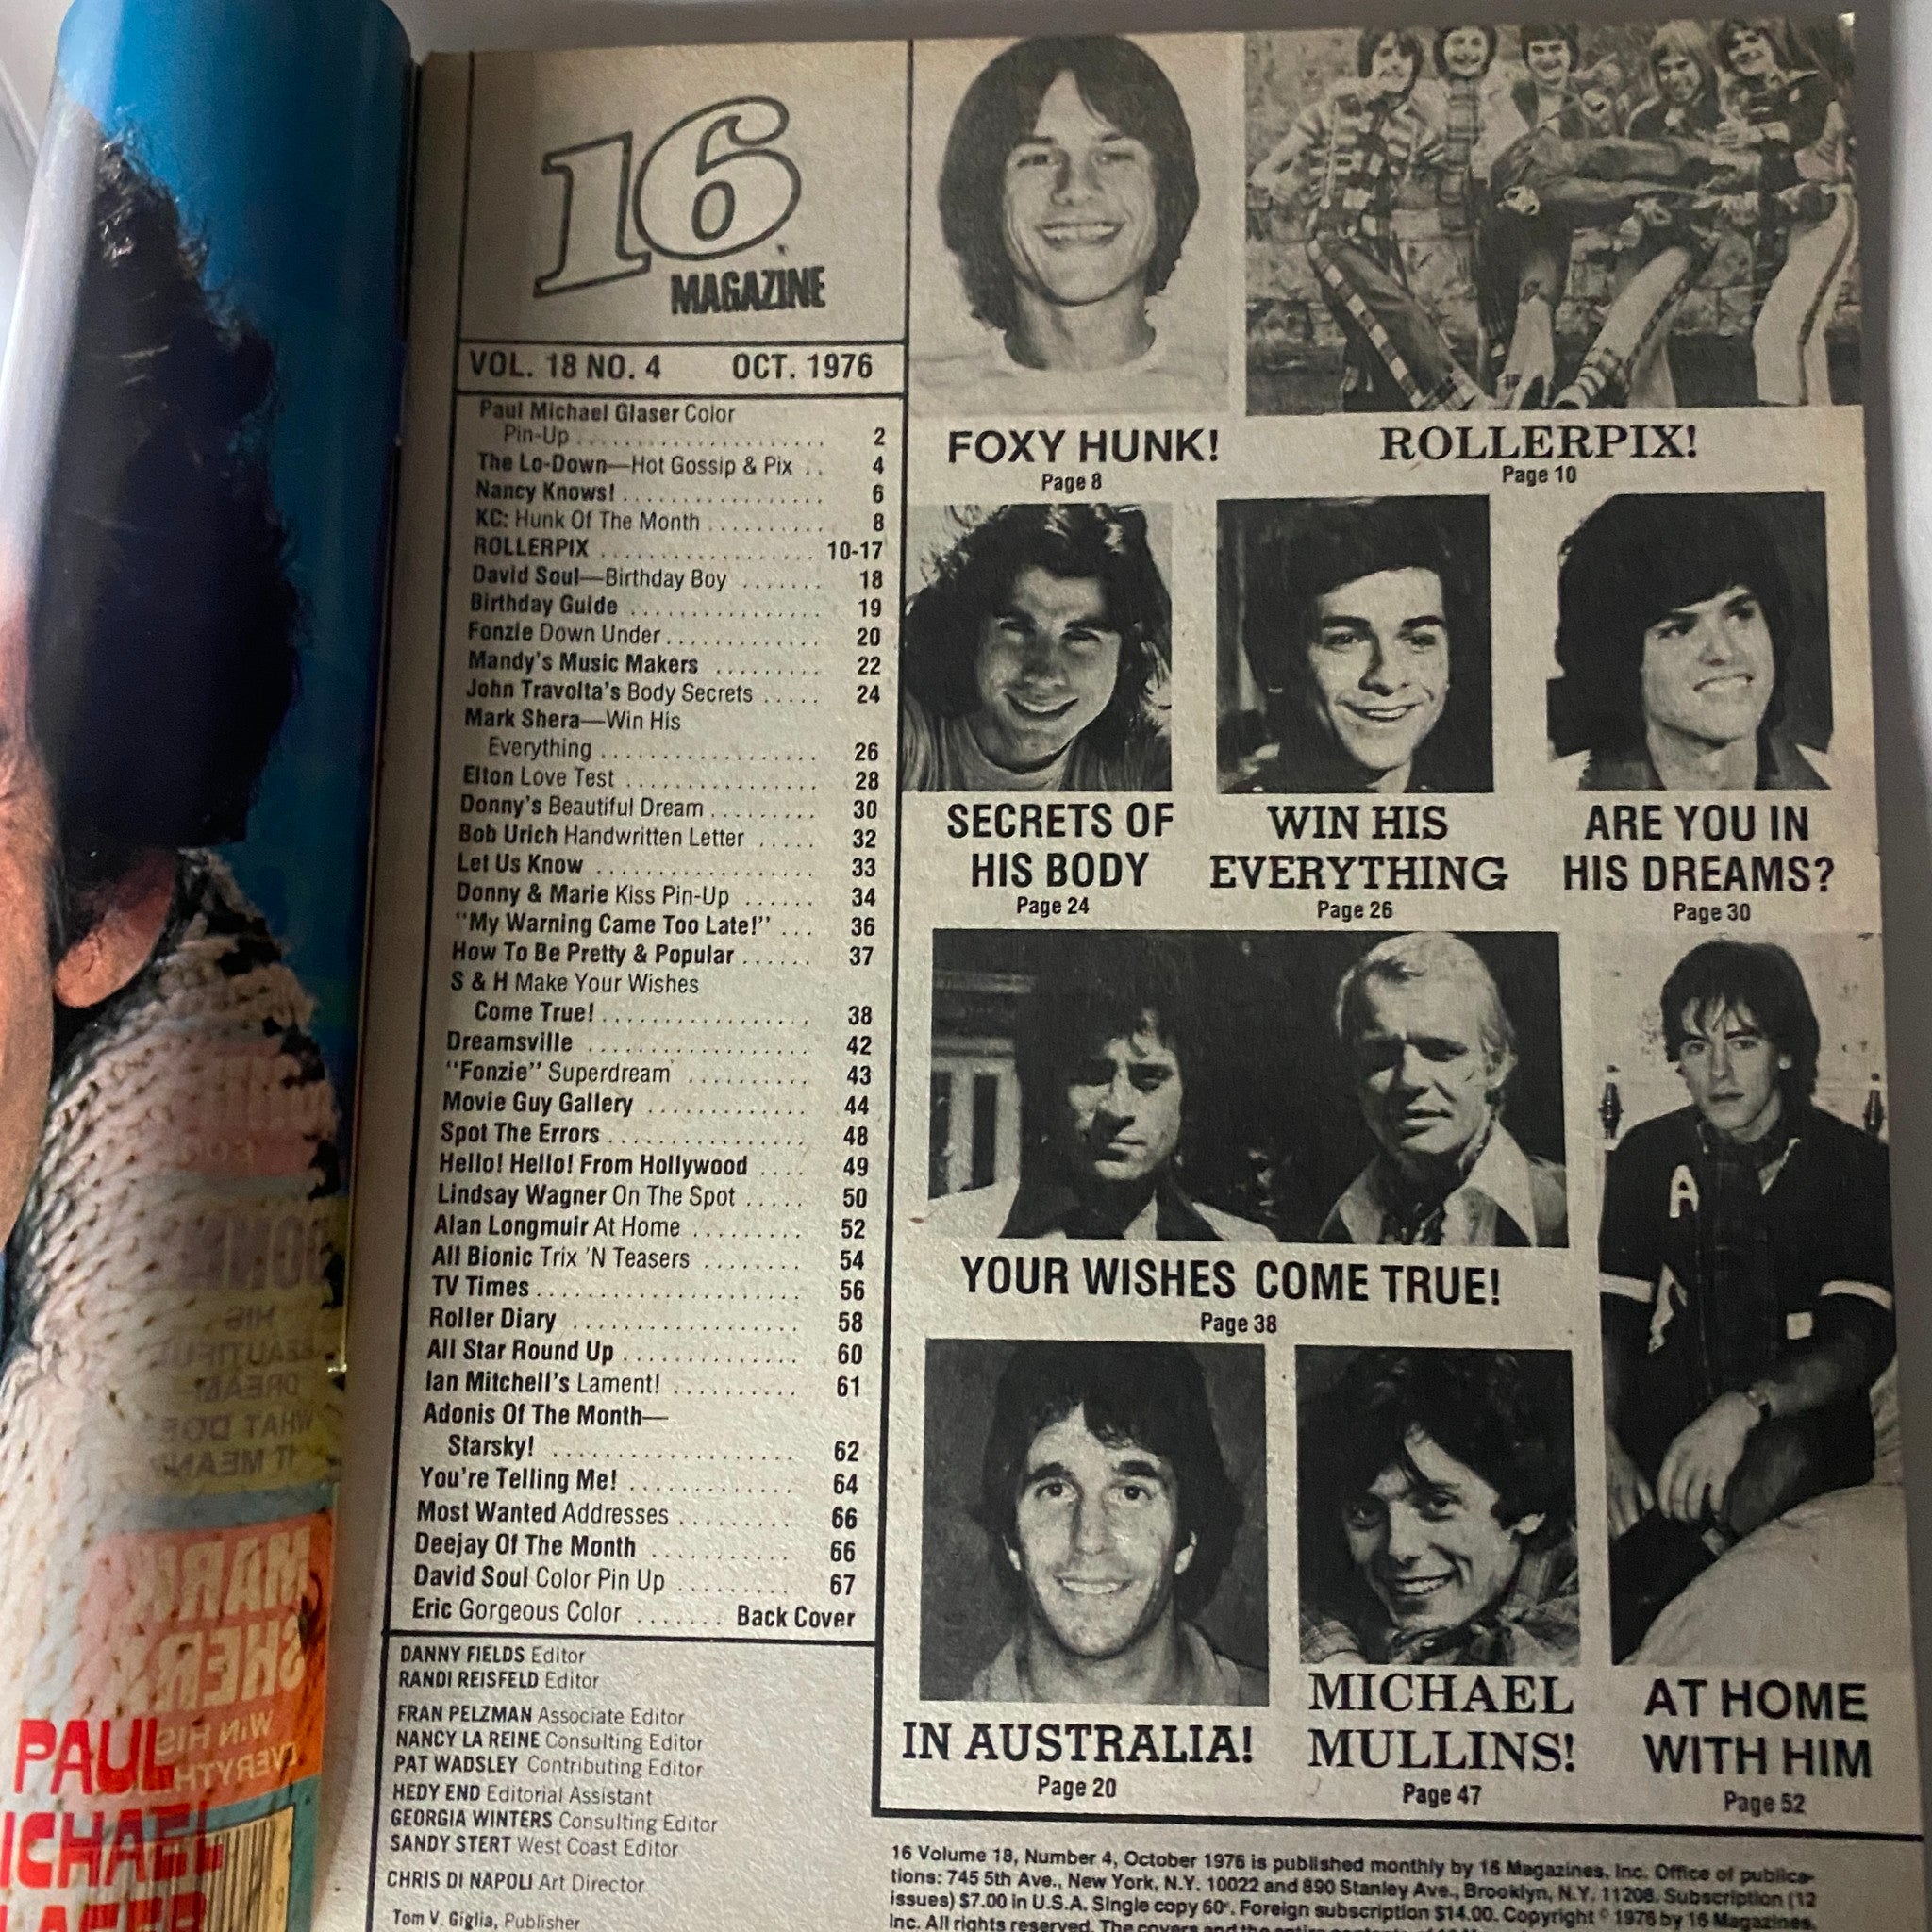 16
MAGAZINE
VOL. 18 NO. 4 OCT. 1976
Paul Michael Glaser Color
Pin-Up ..................... 2
The Lo-Down—Hot Gossip & Pix .. 4
Nancy Knows! ................. 6
KC: Hunk Of The Month .......... 8
ROLLERPIX .................. 10-17
David Soul—Birthday Boy ....... 18
Birthday Guide ................ 19
Fonzie Down Under ............. 20
Mandy's Music Makers ......... 22
John Travolta's Body Secrets ..... 24
Mark Shera—Win His
Everything ................. 26
Elton Love Test ............... 28
Donny's Beautiful Dream ......... 30
Bob Urich Handwritten Letter ..... 32
Let Us Know .................. 33
Donny & Marie Kiss Pin-Up ...... 34
"My Warning Came Too Late!" ... 36
How To Be Pretty & Popular ...... 37
S & H Make Your Wishes
Come True! ................. 38
Dreamsville .................. 42
"Fonzie" Superdream .......... 43
Movie Guy Gallery ............. 44
Spot The Errors ............... 48
Hello! Hello! From Hollywood .... 49
Lindsay Wagner On The Spot ..... 50
Alan Longmuir At Home ......... 52
All Bionic Trix 'N Teasers ........ 54
TV Times ..................... 56
Roller Diary .................. 58
All Star Round Up .............. 60
Ian Mitchell's Lament! .......... 61
Adonis Of The Month—
Starsky! .................. 62
You're Telling Me! ............. 64
Most Wanted Addresses ......... 66
Deejay Of The Month ........... 66
David Soul Color Pin Up ......... 67
Eric Gorgeous Color ....... Back Cover
DANNY FIELDS Editor
RANDI REISFELD Editor
FRAN PELZMAN Associate Editor
NANCY LA REINE Consulting Editor
PAT WADSLEY Contributing Editor
HEDY END Editorial Assistant
GEORGIA WINTERS Consulting Editor
SANDY STERT West Coast Editor
CHRIS DI NAPOLI Art Director
Tom V. Giglia, Publisher
FOXY HUNK!
Page 8
ROLLERPIX!
Page 10
SECRETS OF
HIS BODY
Page 24
WIN HIS
EVERYTHING
Page 26
ARE YOU IN
HIS DREAMS?
Page 30
A
YOUR WISHES COME TRUE!
Page 38
IN AUSTRALIA!
Page 20
MICHAEL
MULLINS!
Page 47
AT HOME
WITH HIM
Page 52
16 Volume 18, Number 4, October 1976 is published monthly by 16 Magazines, Inc. Office of publica-
tions: 745 5th Ave., New York, N.Y. 10022 and 890 Stanley Ave., Brooklyn, N.Y. 11208. Subscription (12
issues) $7.00 in U.S.A. Single copy 60¢. Foreign subscription $14.00. Copyright © 1976 by 16 Magazines,
Inc. All rights reserved. The covers and the entire contents of
PAUL